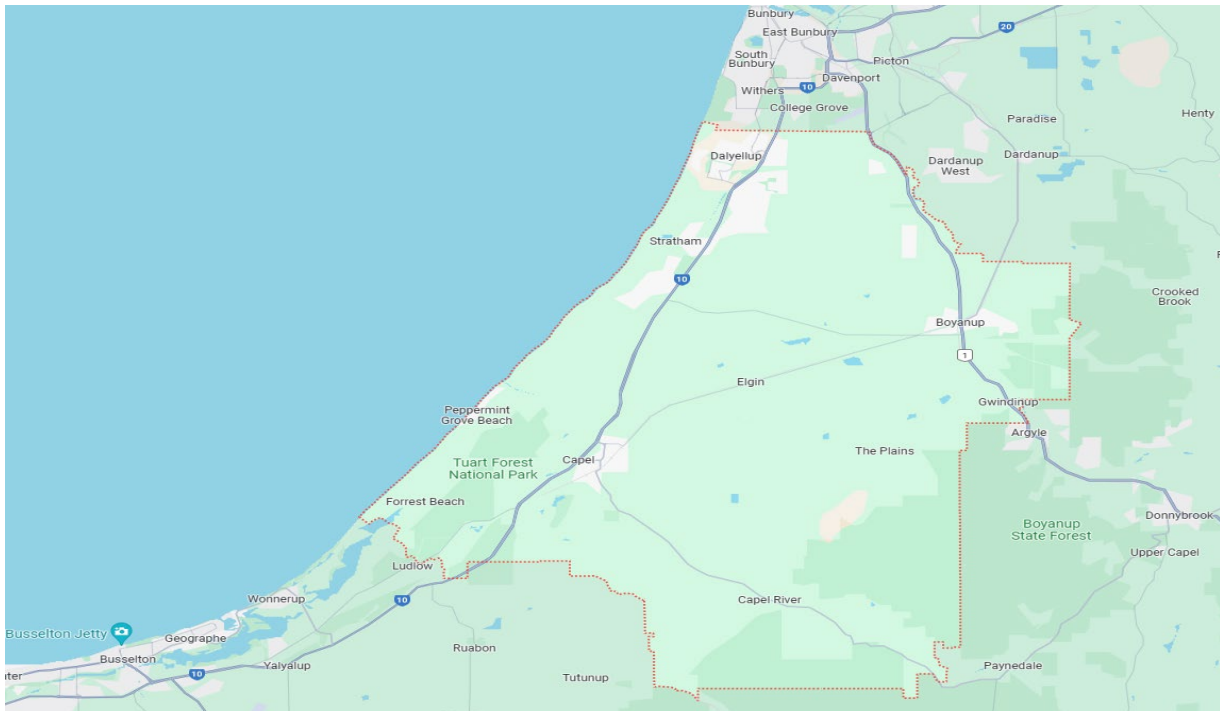 Bunbury
East Bunbury
20
South
Bunbury
Picton
Davenport
Withers
10
College Grove
Henty
Paradise
Dalyellup
Dardanup
West
Dardanup
Stratham
10
Crooked
Brook
Boyanup
1
Elgin
Gwindinup
Peppermint
Grove Beach
Argyle
The Plains
Capel
Tuart Forest
National Park
Forrest Beach
Donnybrook
Boyanup
State Forest
Upper Capel
Ludlow
Wonnerup
10
Capel River
Busselton Jetty
Geographe
Ruabon
Busselton
Yalyalup
Paynedale
10
Tutunup